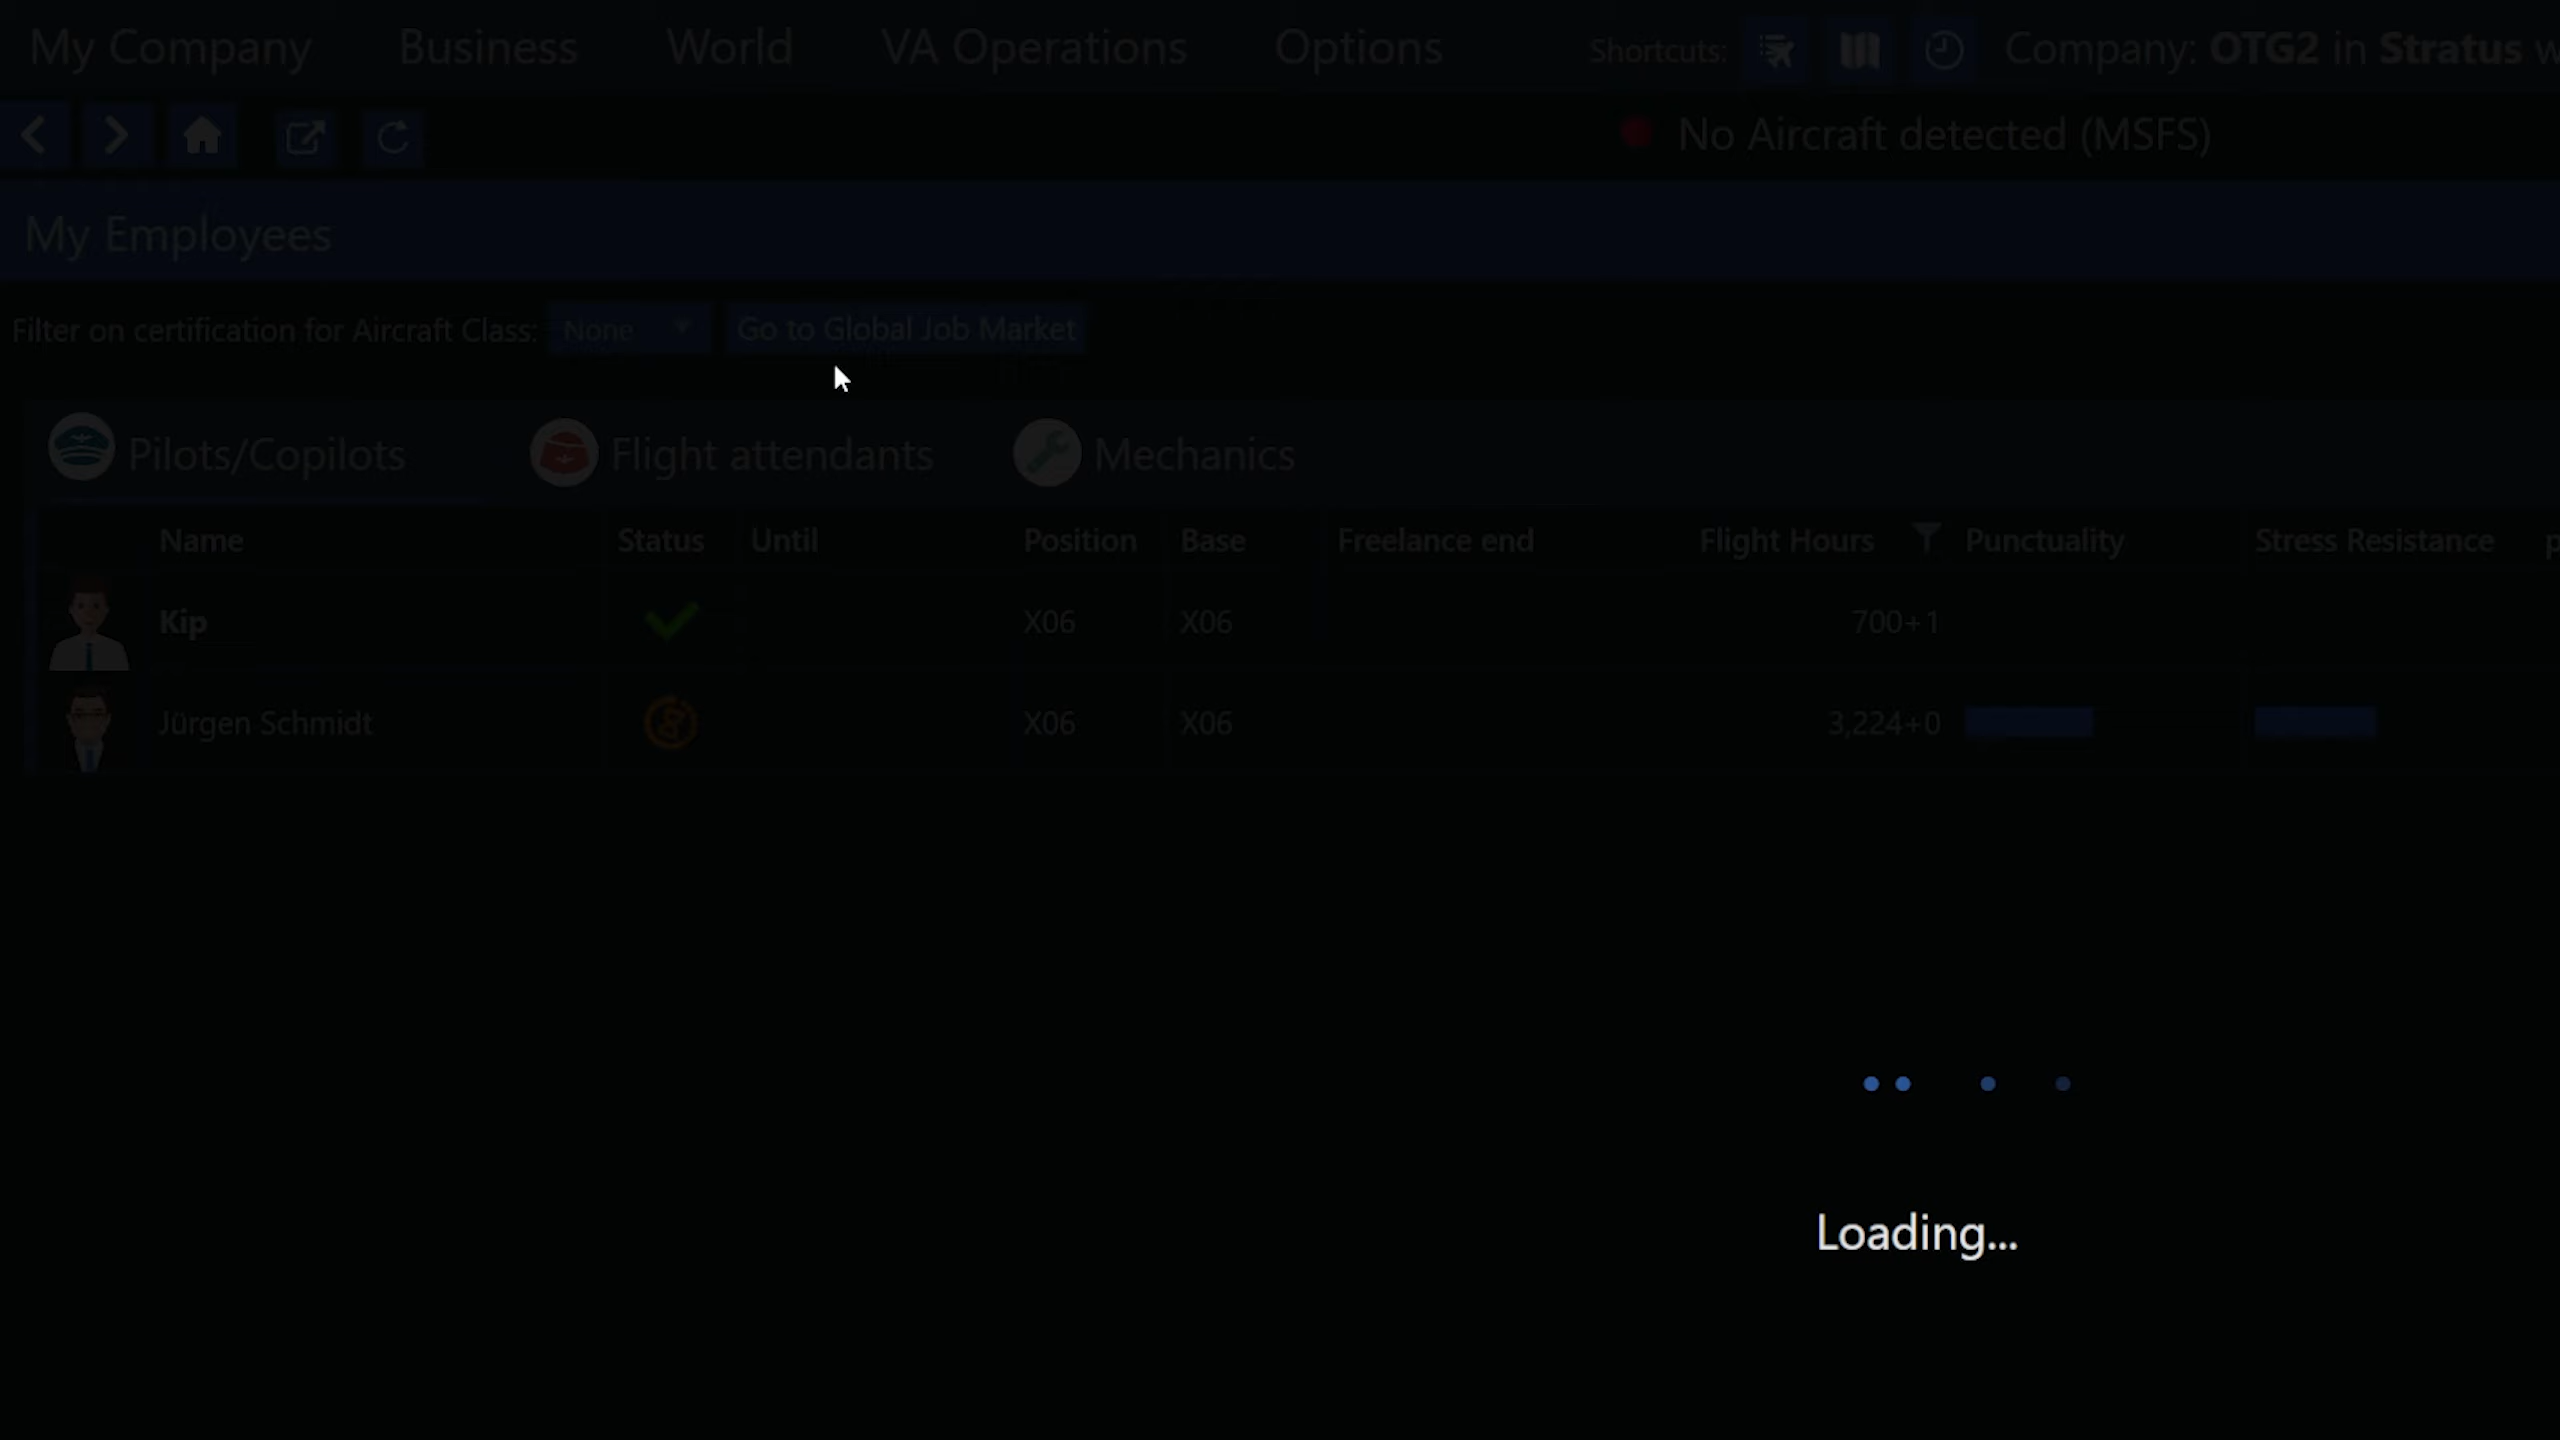 My Company Business World VA Operations Options Shortcuts: Company: OTG2 in Stratus w
No Aircraft detected (MSFS)
My Employees
Filter on certification for Aircraft Class: None Go to Global Job Market
Pilots/Copilots Flight attendants Mechanics
Name Status Until Position Base Freelance end Flight Hours Punctuality Stress Resistance p
Kip X06 X06 700+1
Jürgen Schmidt X06 X06 3,224+0
Loading...